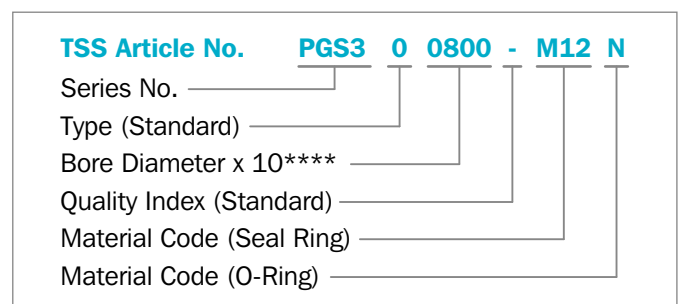 TSS Article No. PGS3 0 0800 - M12 N
Series No.
Type (Standard)
Bore Diameter x 10****
Quality Index (Standard)
Material Code (Seal Ring)
Material Code (O-Ring)